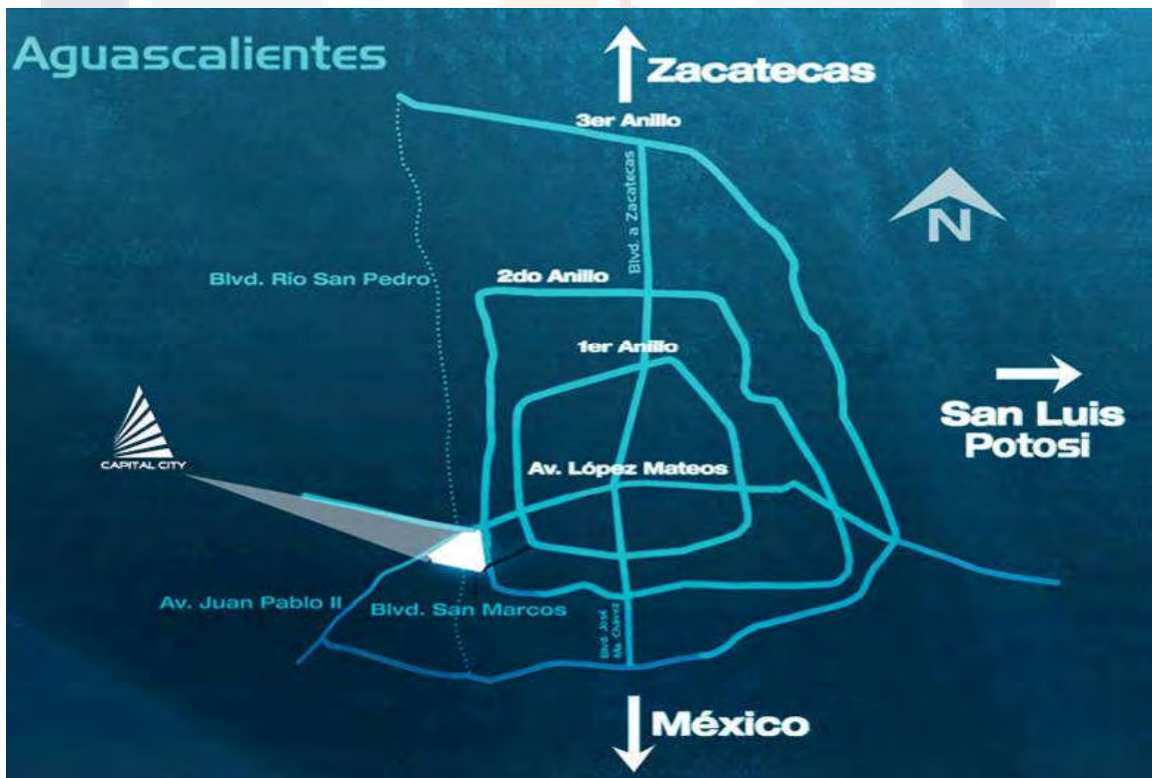 Aguascalientes
Zacatecas
3er Anillo
Blvd. a Zacatecas
N
Blvd. Río San Pedro
2do Anillo
1er Anillo
San Luis
Potosi
CAPITAL CITY
Av. López Mateos
Av. Juan Pablo II
Blvd. San Marcos
Blvd. José
Ma. Chávez
México